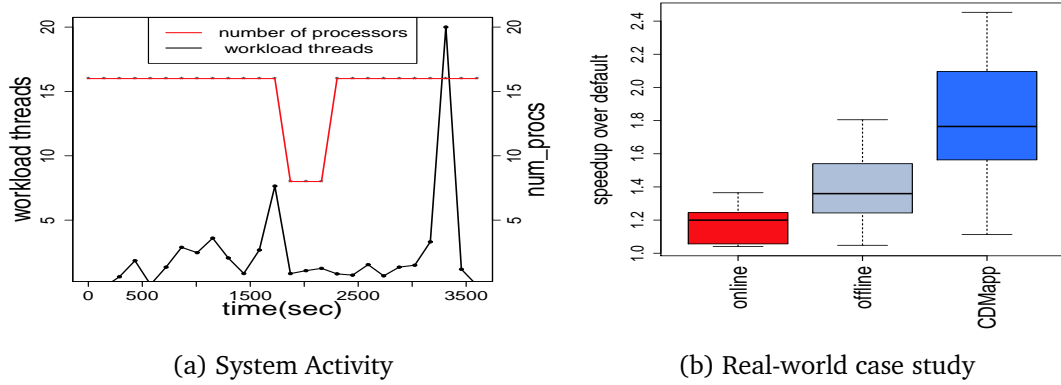 number of processors
workload threads
workload threads
20
15
10
5
20
15
10
5
num_procs
0
500
1500
2500
3500
time(sec)
(a) System Activity
speedup over default
2.4
2.2
2.0
1.8
1.6
1.4
1.2
1.0
online
offline
CDMapp
(b) Real-world case study